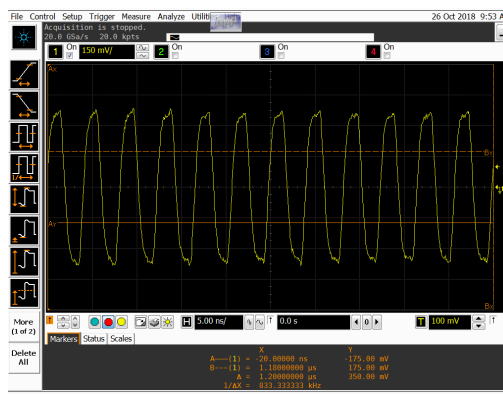 File Control Setup Trigger Measure Analyze Utiliti 26 Oct 2018 9:53 A
Acquisition is stopped.
20.0 GSa/s 20.0 kpts
1 On 150 mV/ 2 On 3 On 4 On
Ax
By
Ay
Bx
More
(1 of 2)
Delete
All
H 5.00 ns/ 0.0 s 0 T 100 mV
Markers Status Scales
X Y
A---(1) = -20.00000 ns -175.00 mV
B---(1) = 1.18000000 µs 175.00 mV
Δ = 1.20000000 µs 350.00 mV
1/ΔX = 833.333333 kHz